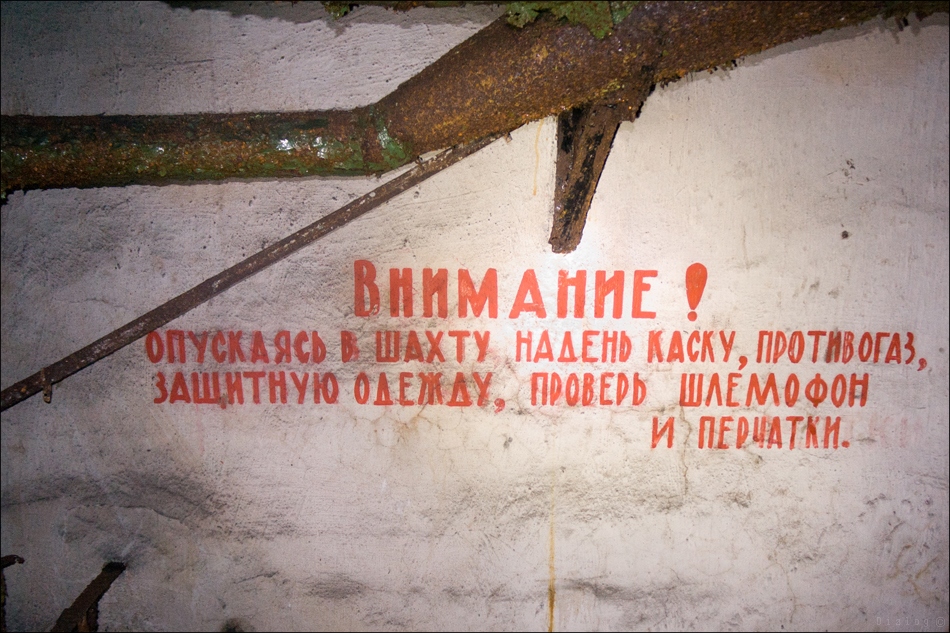 Внимание!
ОПУСКАЯСЬ В ШАХТУ НАДЕНЬ КАСКУ, ПРОТИВОГАЗ,
ЗАЩИТНУЮ ОДЕЖДУ, ПРОВЕРЬ ШЛЕМОФОН
И ПЕРЧАТКИ.